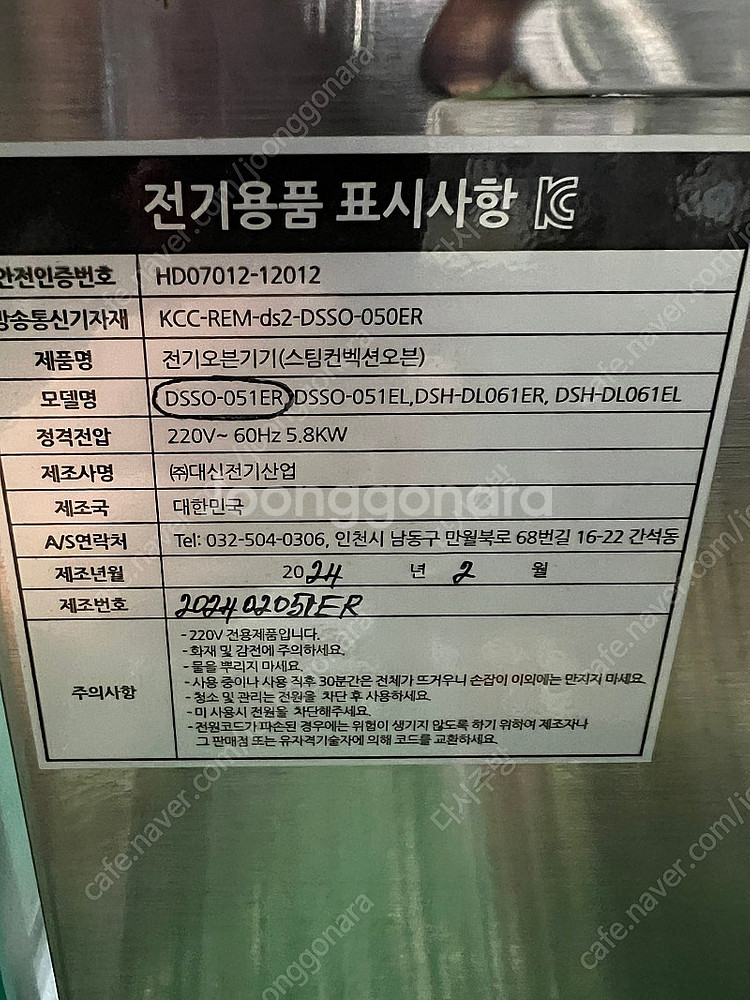 전기용품 표시사항 KC
안전인증번호 HD07012-12012
방송통신기자재 KCC-REM-ds2-DSSO-050ER
제품명 전기오븐기기(스팀컨벡션오븐)
모델명 DSSO-051ER, DSSO-051EL,DSH-DL061ER, DSH-DL061EL
정격전압 220V~ 60Hz 5.8KW
제조사명 ㈜대신전기산업
제조국 대한민국
A/S연락처 Tel: 032-504-0306, 인천시 남동구 만월북로 68번길 16-22 간석동
제조년월 2024 년 2 월
제조번호 20240205IER
주의사항
- 220V 전용제품입니다.
- 화재 및 감전에 주의하세요.
- 물을 뿌리지 마세요.
- 사용 중이나 사용 직후 30분간은 전체가 뜨거우니 손잡이 이외에는 만지지 마세요.
- 청소 및 관리는 전원을 차단 후 사용하세요.
- 미 사용시 전원을 차단해주세요.
- 전원코드가 파손된 경우에는 위험이 생기지 않도록 하기 위하여 제조자나
그 판매점 또는 유자격기술자에 의해 코드를 교환하세요.
joonggonara
cafe.naver.com/joonggonara